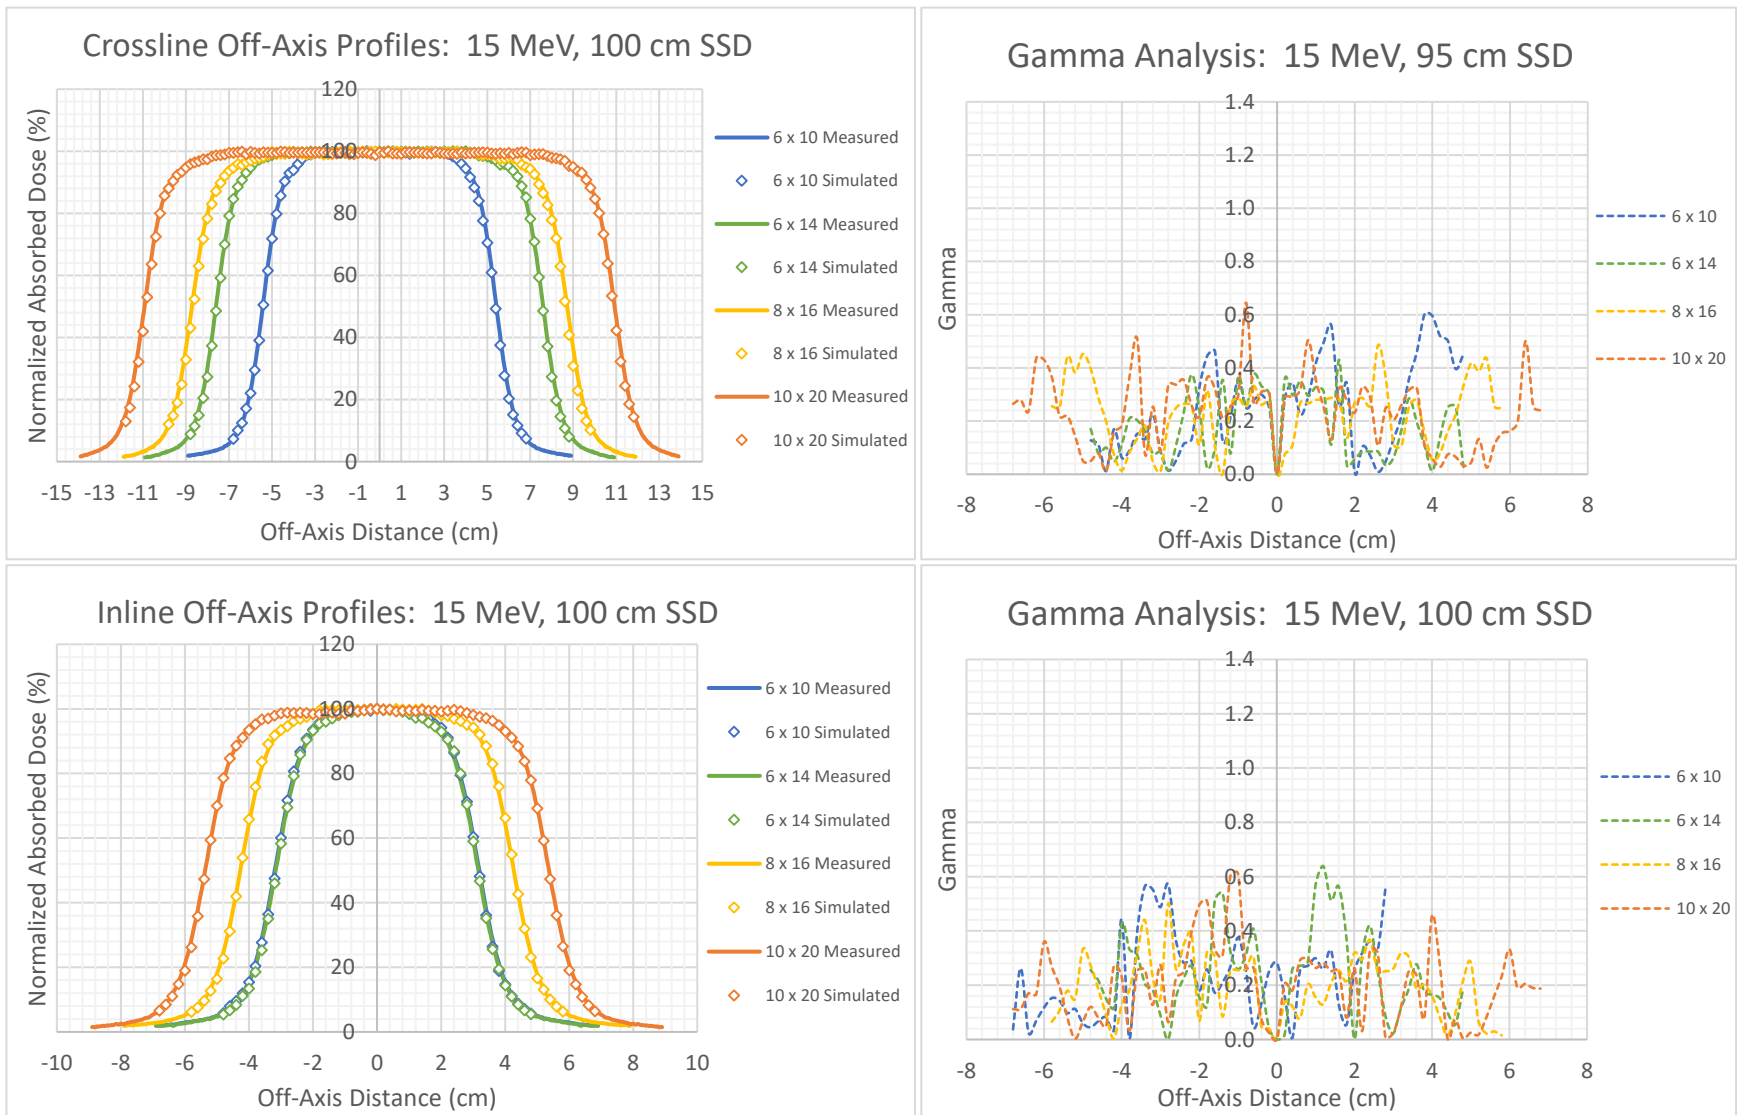 Crossline Off-Axis Profiles:  15 MeV, 100 cm SSD
Normalized Absorbed Dose (%)
120
100
80
60
40
20
0
-15 -13 -11 -9 -7 -5 -3 -1 1 3 5 7 9 11 13 15
Off-Axis Distance (cm)
6 x 10 Measured
6 x 10 Simulated
6 x 14 Measured
6 x 14 Simulated
8 x 16 Measured
8 x 16 Simulated
10 x 20 Measured
10 x 20 Simulated
Gamma Analysis:  15 MeV, 95 cm SSD
Gamma
1.4
1.2
1.0
0.8
0.6
0.4
0.2
0.0
-8 -6 -4 -2 0 2 4 6 8
Off-Axis Distance (cm)
6 x 10
6 x 14
8 x 16
10 x 20
Inline Off-Axis Profiles:  15 MeV, 100 cm SSD
Normalized Absorbed Dose (%)
120
100
80
60
40
20
0
-10 -8 -6 -4 -2 0 2 4 6 8 10
Off-Axis Distance (cm)
6 x 10 Measured
6 x 10 Simulated
6 x 14 Measured
6 x 14 Simulated
8 x 16 Measured
8 x 16 Simulated
10 x 20 Measured
10 x 20 Simulated
Gamma Analysis:  15 MeV, 100 cm SSD
Gamma
1.4
1.2
1.0
0.8
0.6
0.4
0.2
0.0
-8 -6 -4 -2 0 2 4 6 8
Off-Axis Distance (cm)
6 x 10
6 x 14
8 x 16
10 x 20